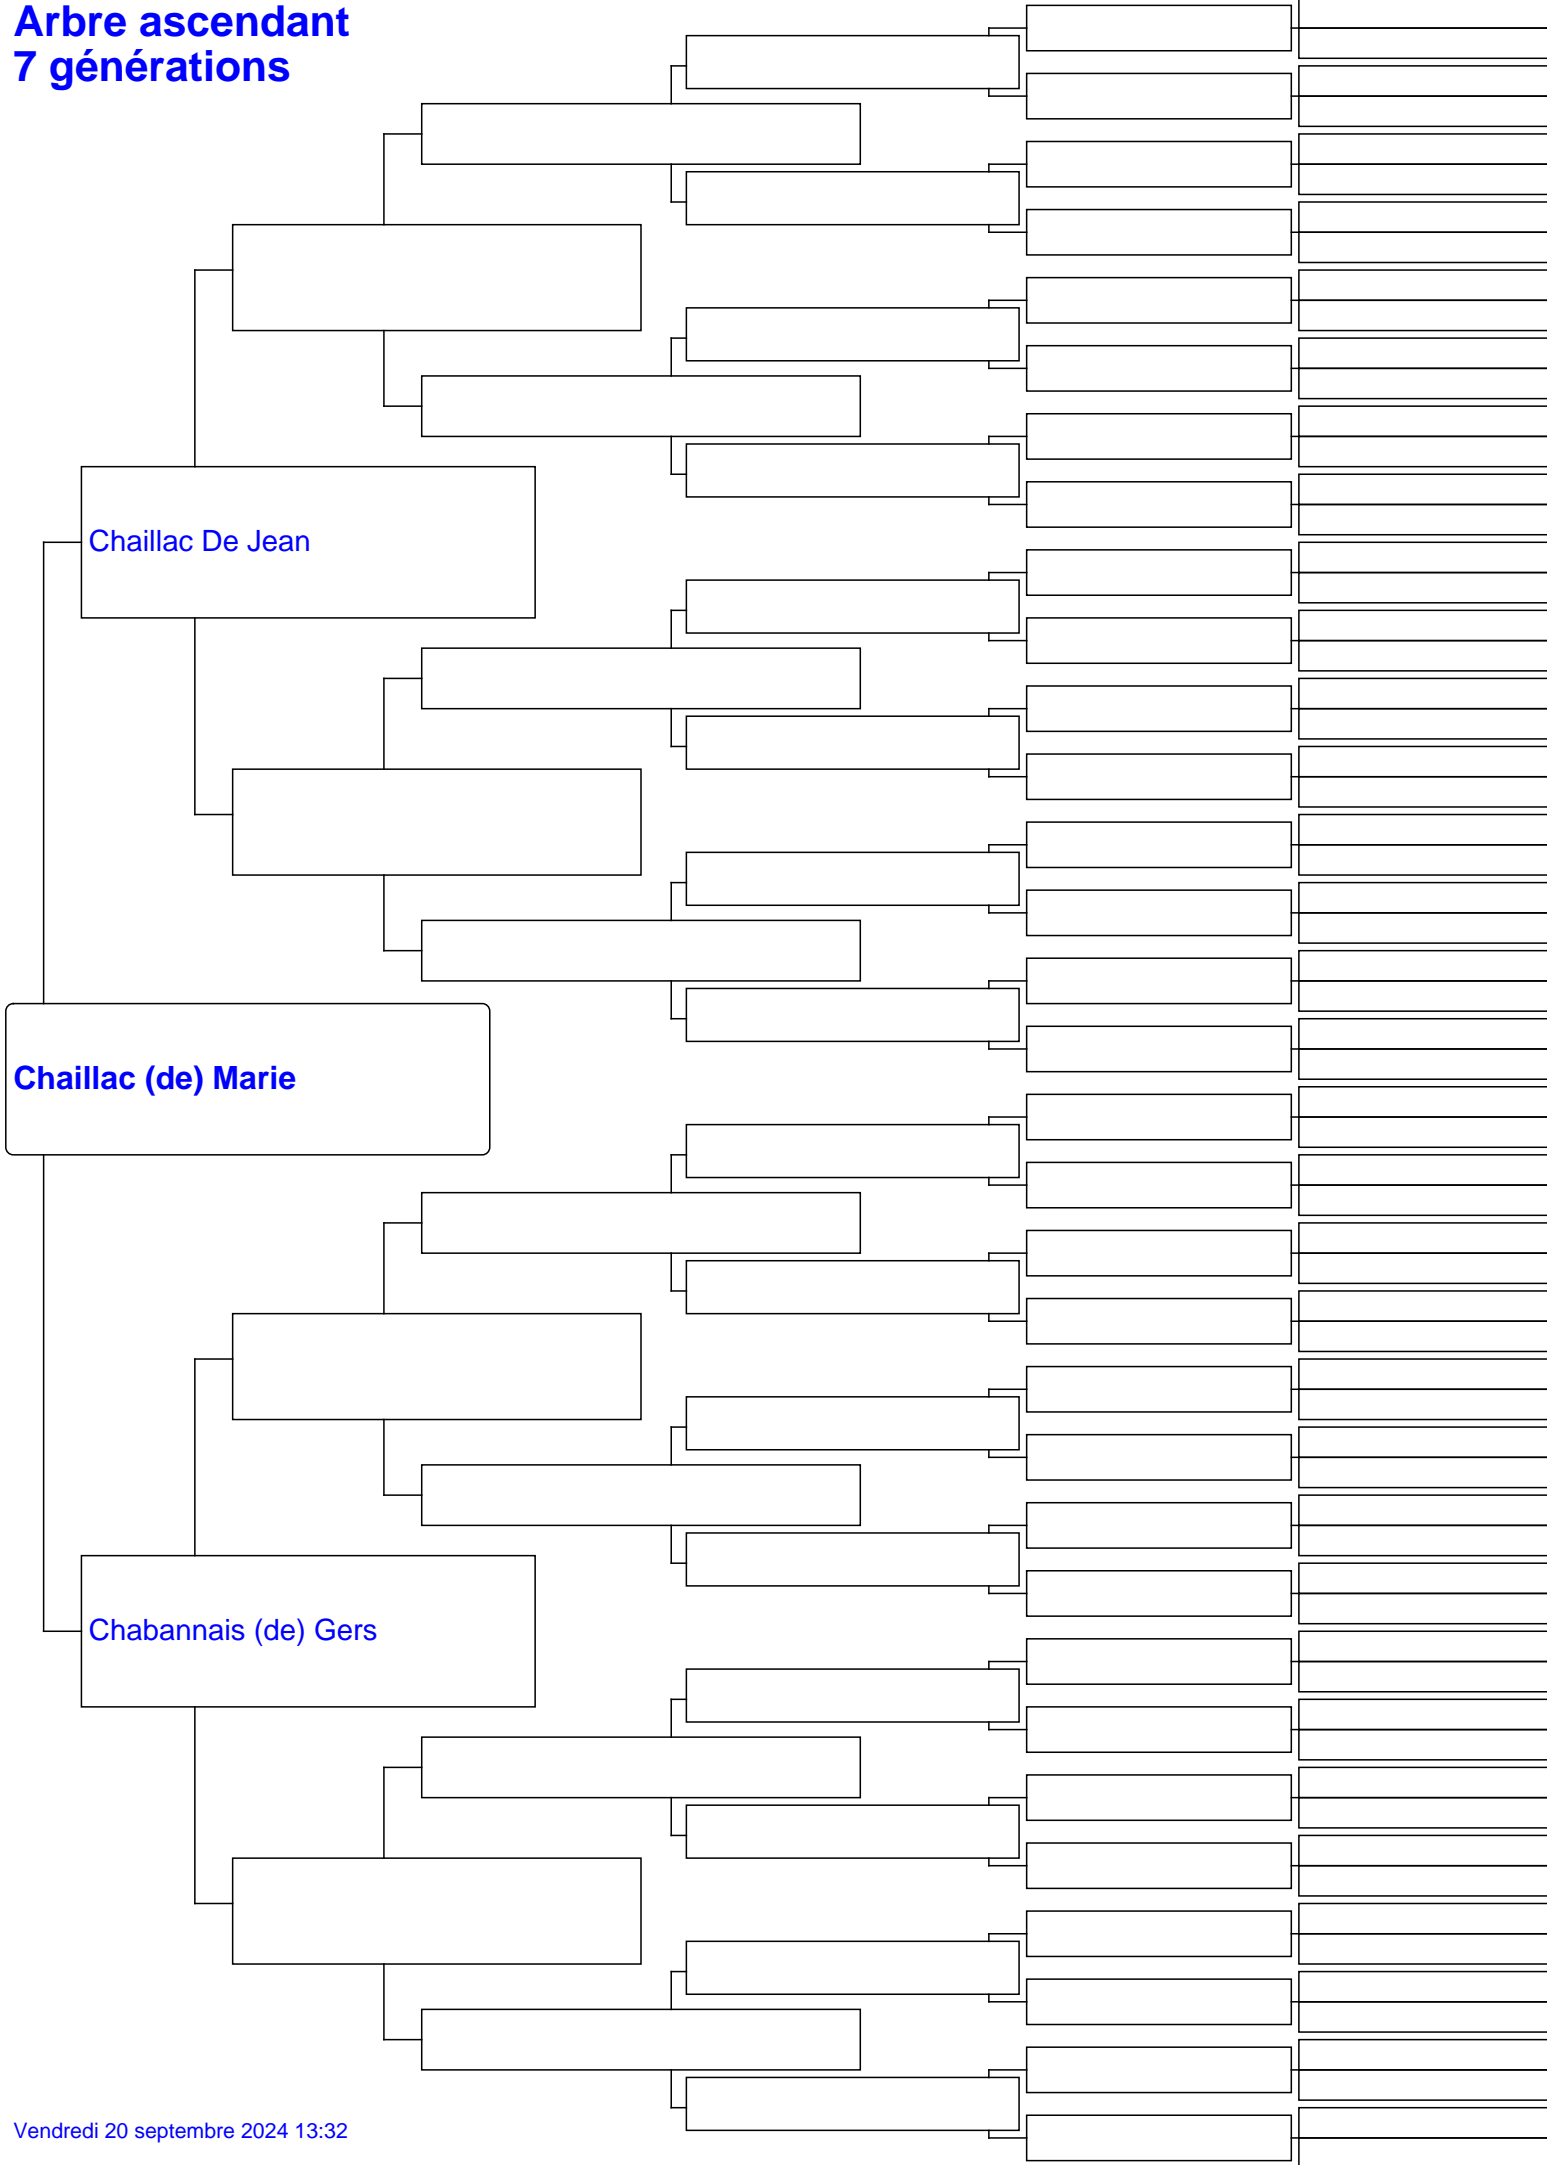 Arbre ascendant
7 générations
Chaillac De Jean
Chaillac (de) Marie
Chabannais (de) Gers
Vendredi 20 septembre 2024 13:32